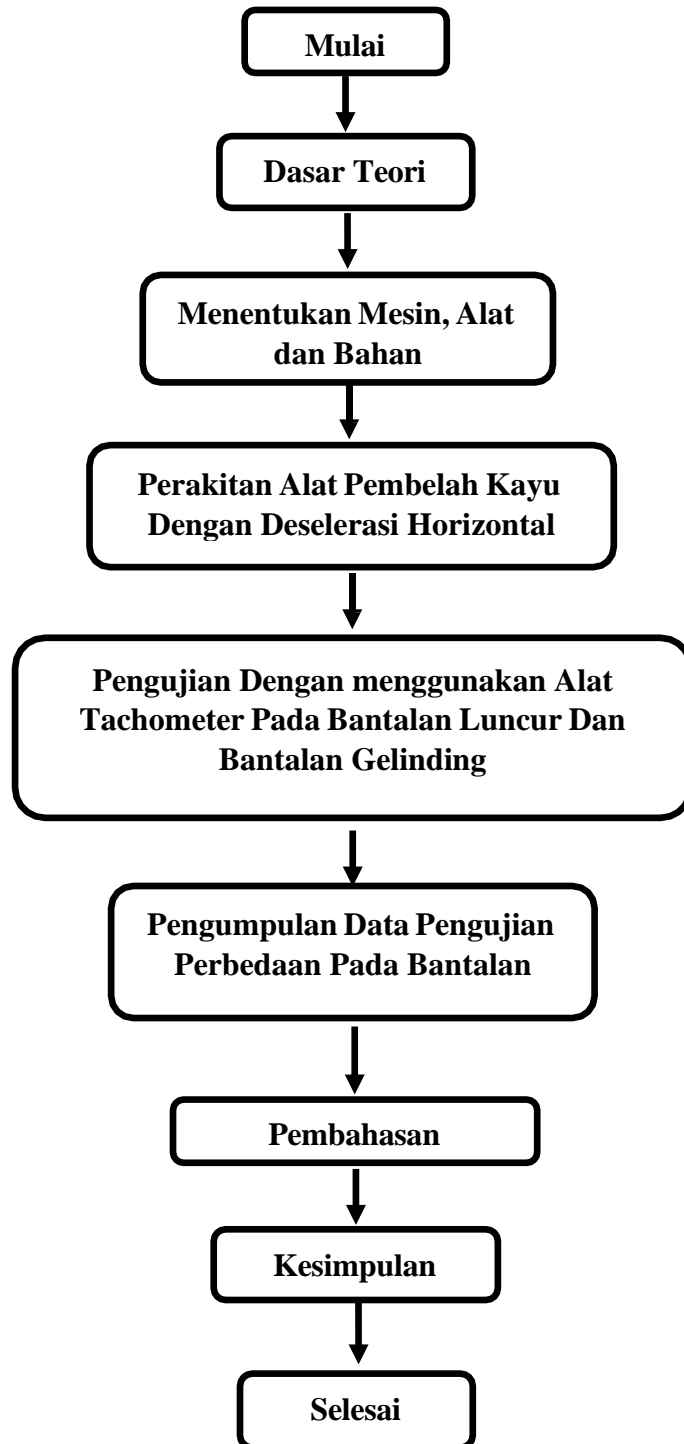 Mulai
Dasar Teori
Menentukan Mesin, Alat
dan Bahan
Perakitan Alat Pembelah Kayu
Dengan Deselerasi Horizontal
Pengujian Dengan menggunakan Alat
Tachometer Pada Bantalan Luncur Dan
Bantalan Gelinding
Pengumpulan Data Pengujian
Perbedaan Pada Bantalan
Pembahasan
Kesimpulan
Selesai